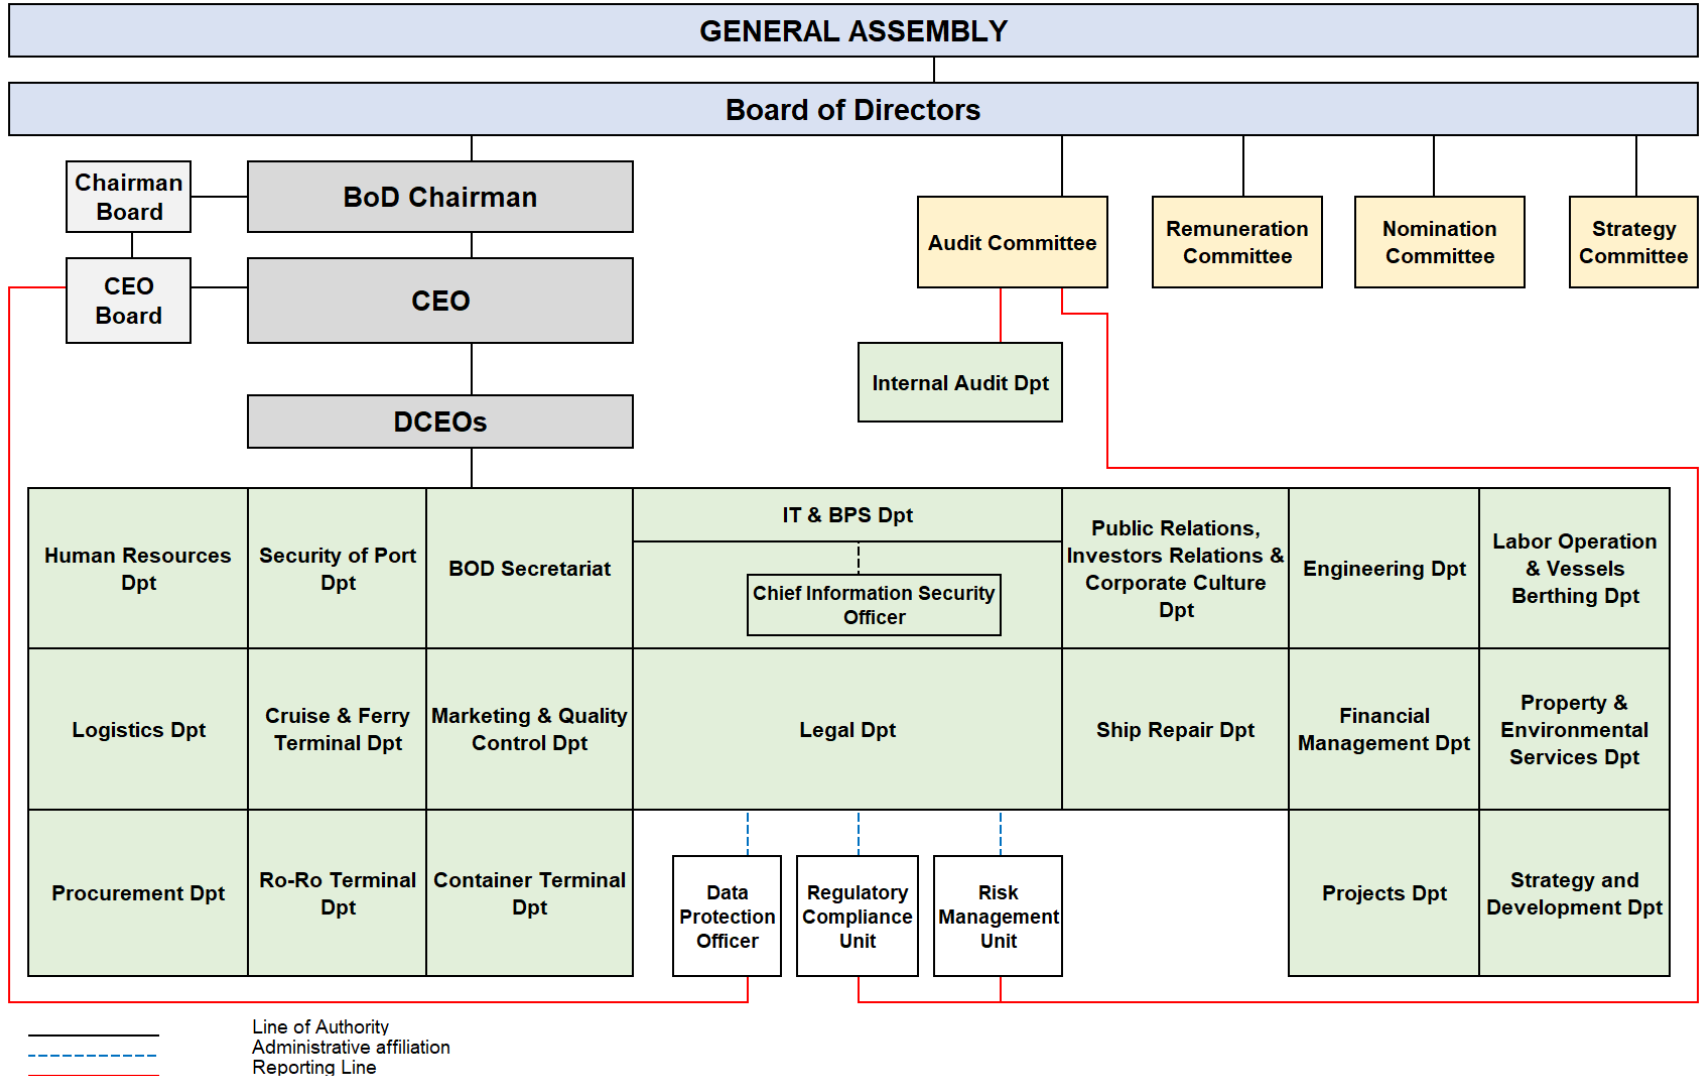 GENERAL ASSEMBLY
Board of Directors
Chairman
Board
BoD Chairman
CEO
Board
CEO
DCEOs
Audit Committee
Remuneration
Committee
Nomination
Committee
Strategy
Committee
Internal Audit Dpt
Human Resources
Dpt
Security of Port
Dpt
BOD Secretariat
IT & BPS Dpt
Chief Information Security
Officer
Public Relations,
Investors Relations &
Corporate Culture
Dpt
Engineering Dpt
Labor Operation
& Vessels
Berthing Dpt
Logistics Dpt
Cruise & Ferry
Terminal Dpt
Marketing & Quality
Control Dpt
Legal Dpt
Ship Repair Dpt
Financial
Management Dpt
Property &
Environmental
Services Dpt
Procurement Dpt
Ro-Ro Terminal
Dpt
Container Terminal
Dpt
Data
Protection
Officer
Regulatory
Compliance
Unit
Risk
Management
Unit
Projects Dpt
Strategy and
Development Dpt
Line of Authority
Administrative affiliation
Reporting Line